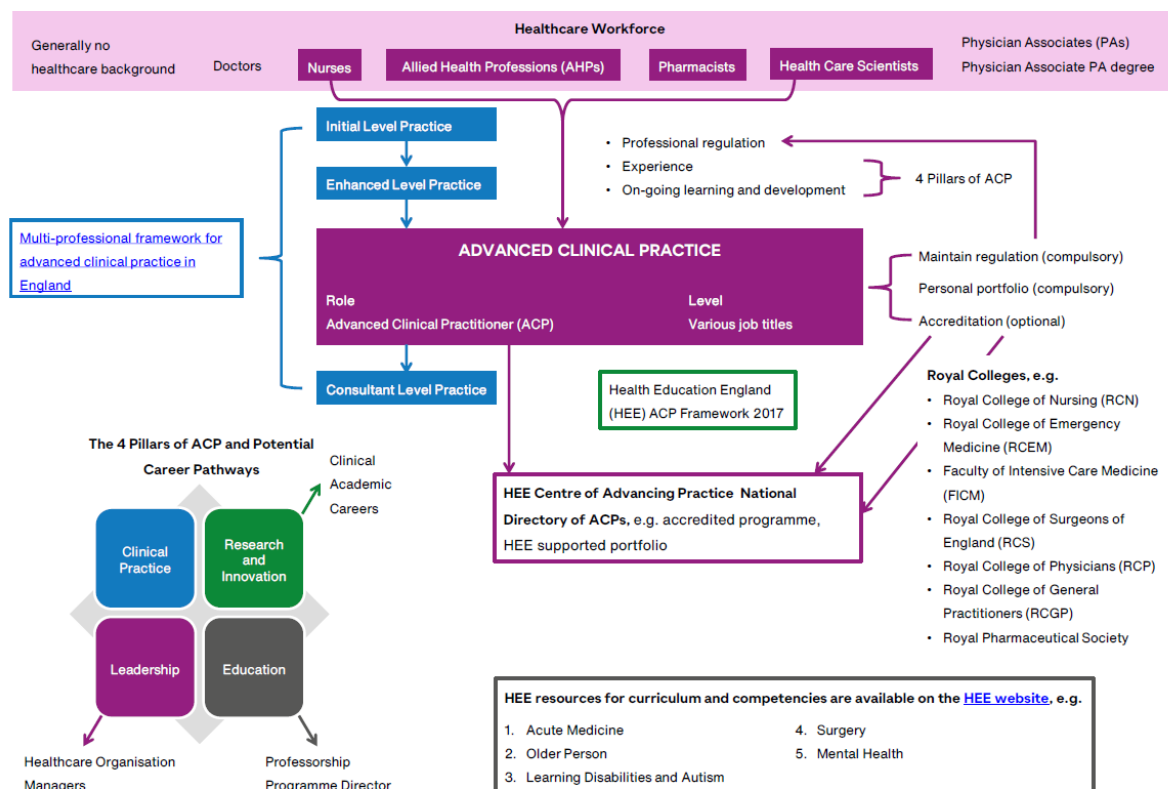 Healthcare Workforce
Generally no
healthcare background
Doctors
Nurses
Allied Health Professions (AHPs)
Pharmacists
Health Care Scientists
Physician Associates (PAs)
Physician Associate PA degree
Initial Level Practice
Enhanced Level Practice
• Professional regulation
• Experience
• On-going learning and development
4 Pillars of ACP
Multi-professional framework for
advanced clinical practice in
England
ADVANCED CLINICAL PRACTICE
Role
Advanced Clinical Practitioner (ACP)
Level
Various job titles
Maintain regulation (compulsory)
Personal portfolio (compulsory)
Accreditation (optional)
Consultant Level Practice
Health Education England
(HEE) ACP Framework 2017
Royal Colleges, e.g.
• Royal College of Nursing (RCN)
• Royal College of Emergency
Medicine (RCEM)
• Faculty of Intensive Care Medicine
(FICM)
• Royal College of Surgeons of
England (RCS)
• Royal College of Physicians (RCP)
• Royal College of General
Practitioners (RCGP)
• Royal Pharmaceutical Society
HEE Centre of Advancing Practice National
Directory of ACPs, e.g. accredited programme,
HEE supported portfolio
The 4 Pillars of ACP and Potential
Career Pathways
Clinical
Academic
Careers
Clinical
Practice
Research
and
Innovation
Leadership
Education
Healthcare Organisation
Managers
Professorship
Programme Director
HEE resources for curriculum and competencies are available on the HEE website, e.g.
1. Acute Medicine
2. Older Person
3. Learning Disabilities and Autism
4. Surgery
5. Mental Health